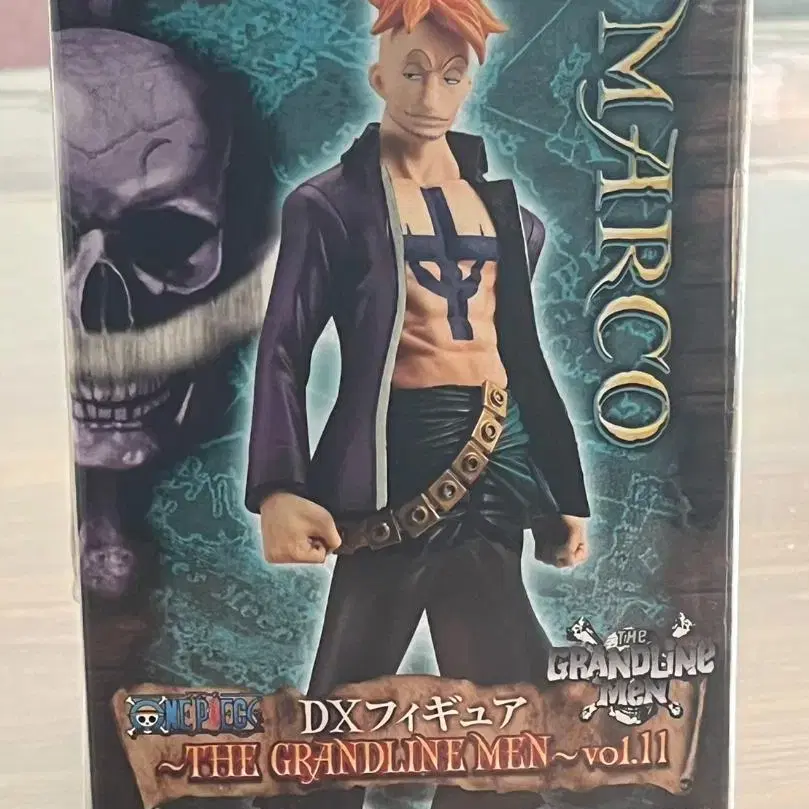 MARCO
THE
GRANDLINE
MEN
ONE PIECE
DXフィギュア
~THE GRANDLINE MEN~ vol.11